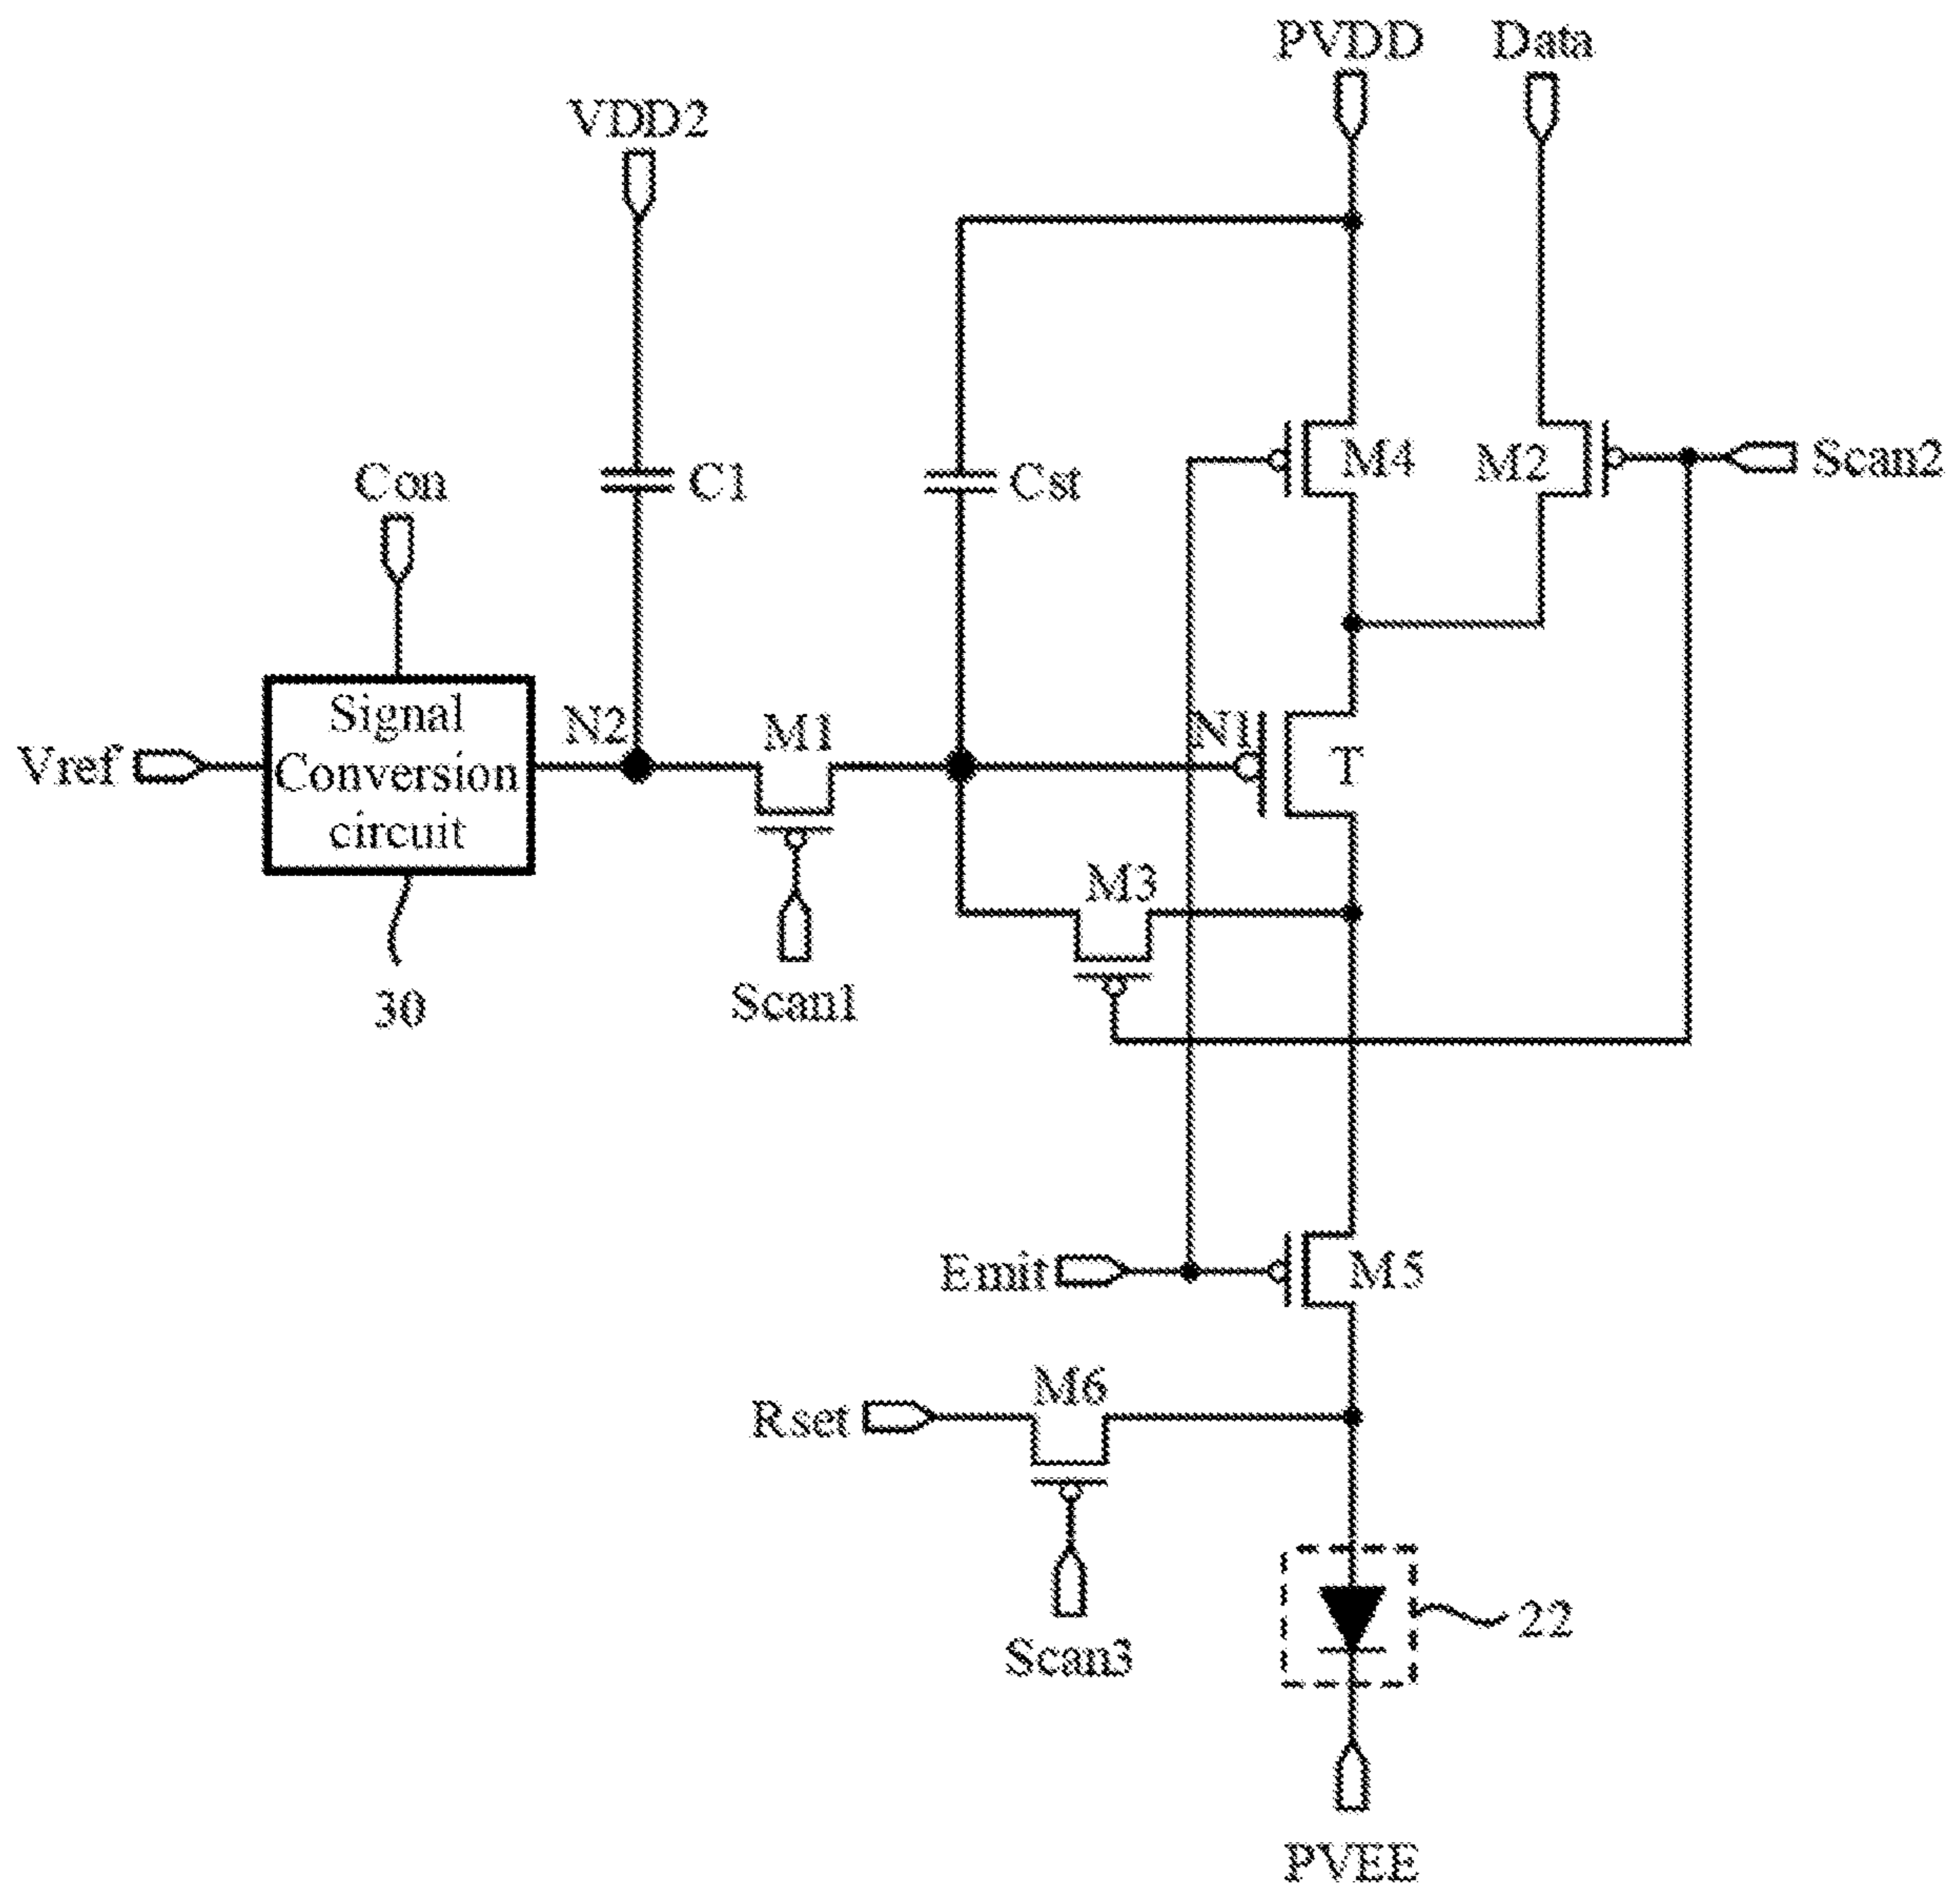 PVDD
Data
VDD2
Con
C1
Cst
M4
M2
Scan2
Signal
Conversion
circuit
Vref
N2
M1
N1
T
M3
30
Scan1
Emit
M5
M6
Rset
22
Scan3
PVEE